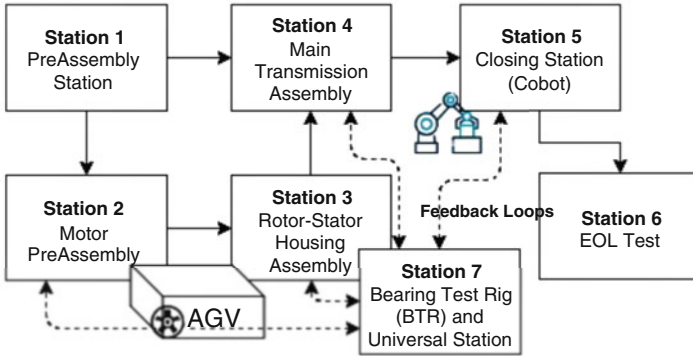 Station 1
PreAssembly
Station
Station 4
Main
Transmission
Assembly
Station 5
Closing Station
(Cobot)
Station 2
Motor
PreAssembly
Station 3
Rotor-Stator
Housing
Assembly
Feedback Loops
Station 6
EOL Test
Station 7
Bearing Test Rig
(BTR) and
Universal Station
AGV